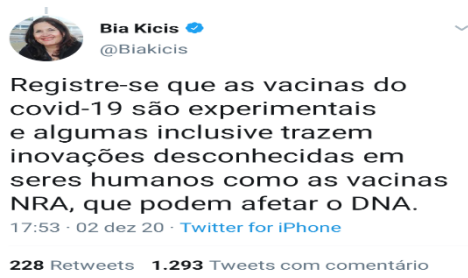 Bia Kicis
@Biakicis
Registre-se que as vacinas do
covid-19 são experimentais
e algumas inclusive trazem
inovações desconhecidas em
seres humanos como as vacinas
NRA, que podem afetar o DNA.
17:53 · 02 dez 20 · Twitter for iPhone
228 Retweets 1.293 Tweets com comentário